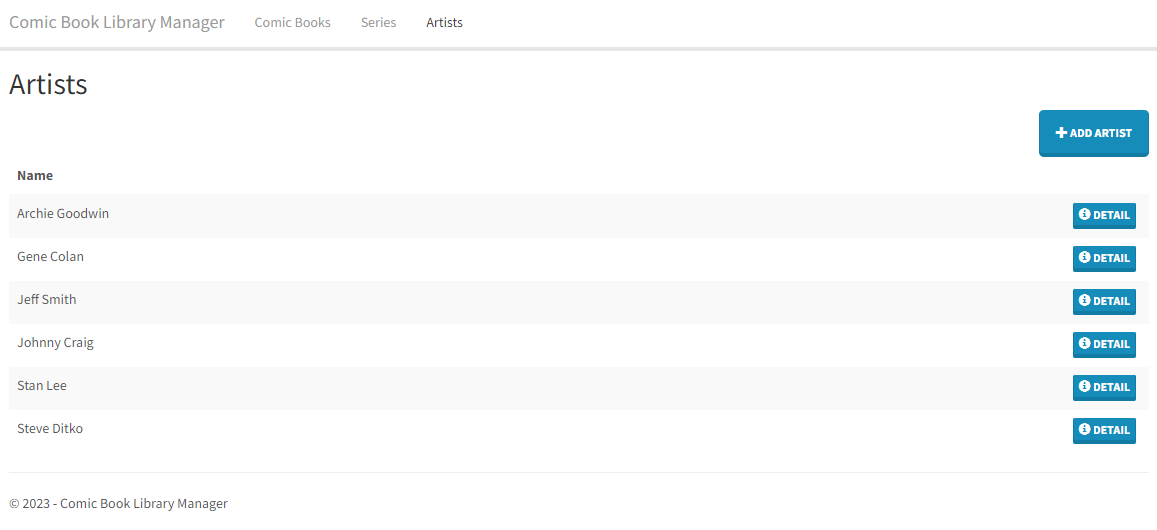 Comic Book Library Manager Comic Books Series Artists
Artists
ADD ARTIST
Name
Archie Goodwin DETAIL
Gene Colan DETAIL
Jeff Smith DETAIL
Johnny Craig DETAIL
Stan Lee DETAIL
Steve Ditko DETAIL
© 2023 - Comic Book Library Manager